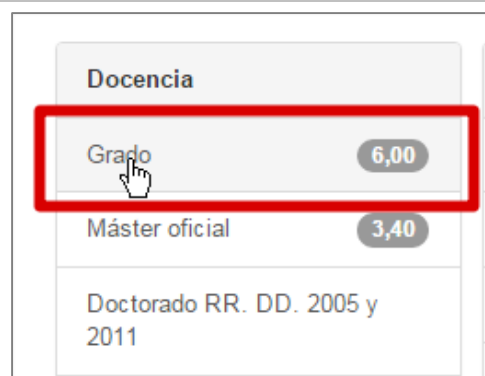 Docencia
Grado 6,00
Máster oficial 3,40
Doctorado RR. DD. 2005 y
2011